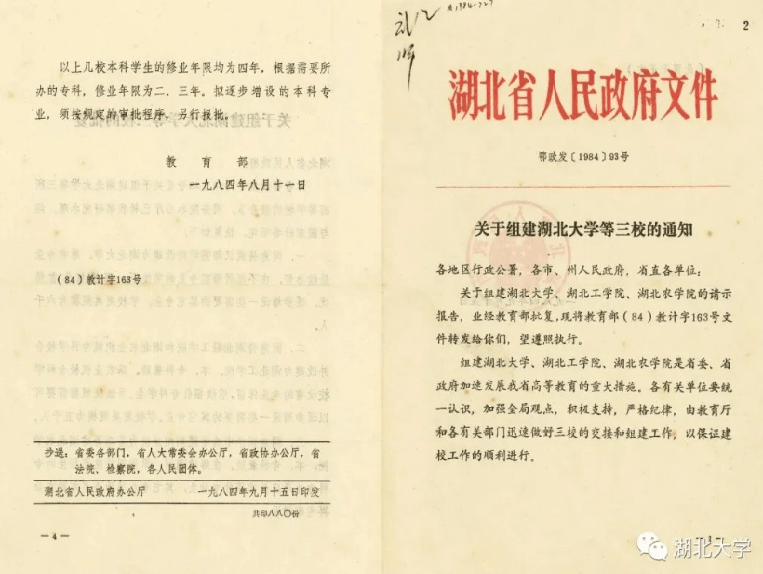 以上几校本科学生的修业年限均为四年,根据需要所
办的专科,修业年限为二、三年。拟逐步增设的本科专
业,须按规定的审批程序,另行报批。
教育部
一九八四年八月十一日
(84)教计字163号
抄送:省委各部门,省人大常委会办公厅,省政协办公厅,省
法院、检察院,各人民团体。
湖北省人民政府办公厅 一九八四年九月十五日印发
共印八八〇份
—4—
2
湖北省人民政府文件
鄂政发〔1984〕93号
关于组建湖北大学等三校的通知
各地区行政公署,各市、州人民政府,省直各单位:
关于组建湖北大学、湖北工学院、湖北农学院的请示
报告,业经教育部批复,现将教育部(84)教计字163号文
件转发给你们,望遵照执行。
组建湖北大学、湖北工学院、湖北农学院是省委、省
政府加速发展我省高等教育的重大措施。各有关单位要统
一认识,加强全局观点,积极支持,严格纪律,由教育厅
和各有关部门迅速做好三校的交接和组建工作,以保证建
校工作的顺利进行。
—1—
湖北大学